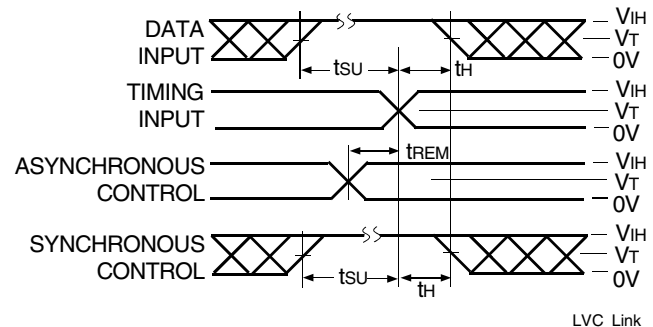 DATA INPUT
tSU
tH
VIH
VT
0V
TIMING INPUT
VIH
VT
0V
tREM
ASYNCHRONOUS CONTROL
VIH
VT
0V
SYNCHRONOUS CONTROL
tSU
tH
VIH
VT
0V
LVC Link